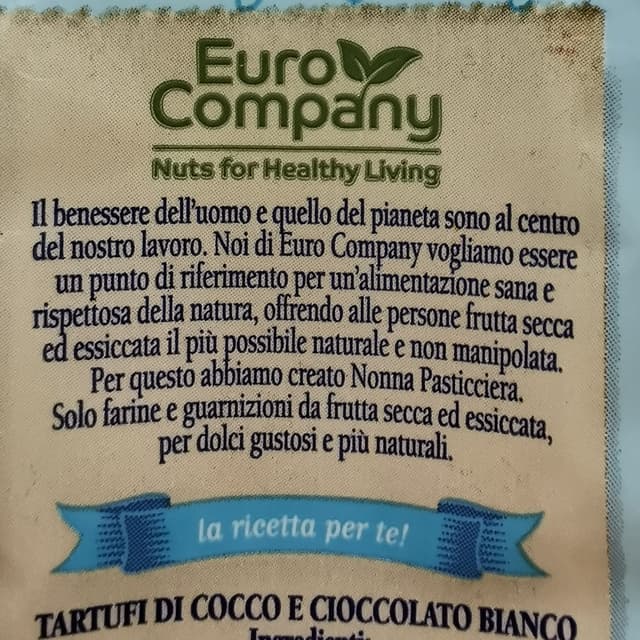 Euro
Company
Nuts for Healthy Living
Il benessere dell'uomo e quello del pianeta sono al centro
del nostro lavoro. Noi di Euro Company vogliamo essere
un punto di riferimento per un'alimentazione sana e
rispettosa della natura, offrendo alle persone frutta secca
ed essiccata il più possibile naturale e non manipolata.
Per questo abbiamo creato Nonna Pasticciera.
Solo farine e guarnizioni da frutta secca ed essiccata,
per dolci gustosi e più naturali.
la ricetta per te!
TARTUFI DI COCCO E CIOCCOLATO BIANCO
Ingredienti: